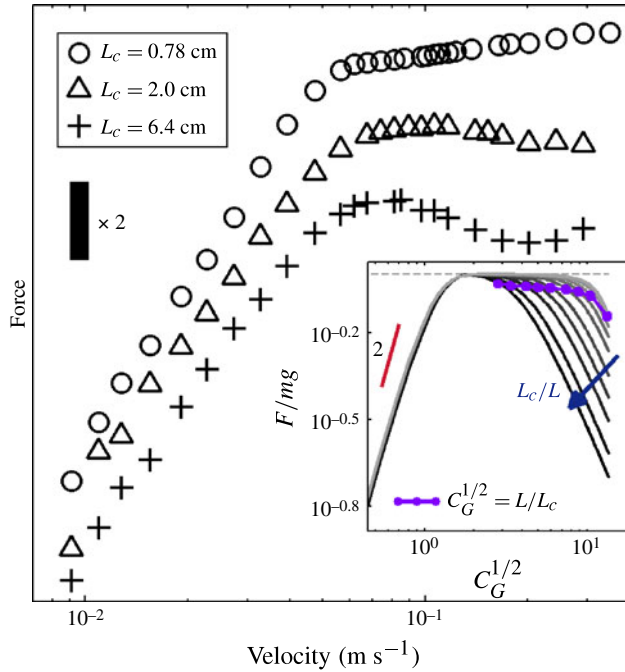 L_c = 0.78 cm
L_c = 2.0 cm
L_c = 6.4 cm
× 2
Force
10^−2
10^−1
Velocity (m s^−1)
10^−0.2
10^−0.5
10^−0.8
F/mg
2
L_c/L
C_G^1/2 = L/L_c
10^0
10^1
C_G^1/2